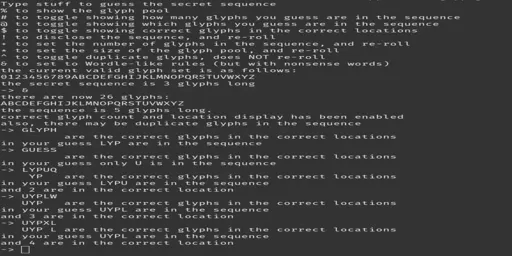 Type stuff to guess the secret sequence
% to show the glyph pool
# to toggle showing how many glyphs you guess are in the sequence
@ to toggle showing which glyphs you guess are in the sequence
$ to toggle showing correct glyphs in the correct locations
! to disclose the sequence, and re-roll
to set the number of glyphs in the sequence, and re-roll
to set the size of the glyph pool, and re-roll
^ to toggle duplicate glyphs, does NOT re-roll
& to set to Wordle-like rules (but with nonsense words)
the current valid glyph set is as follows:
0123456789ABCDEFGHIJKLMNOPQRSTUVWXYZ
the secret sequence is 3 glyphs long
-> &
there are now 26 glyphs:
ABCDEFGHIJKLMNOPQRSTUVWXYZ
the sequence is 5 glyphs long.
correct glyph count and location display has been enabled
also, there may be duplicate glyphs in the sequence
-> GLYPH
are the correct glyphs in the correct locations
in your guess LYP are in the sequence
-> GUESS
are the correct glyphs in the correct locations
in your guess only U is in the sequence
-> LYPUQ
YP are the correct glyphs in the correct locations
in your guess LYPU are in the sequence
and 2 are in the correct location
-> UYPLW
UYP are the correct glyphs in the correct locations
in your guess UYPL are in the sequence
and 3 are in the correct location
-> UYPXL
UYP L are the correct glyphs in the correct locations
in your guess UYPL are in the sequence
and 4 are in the correct location
->